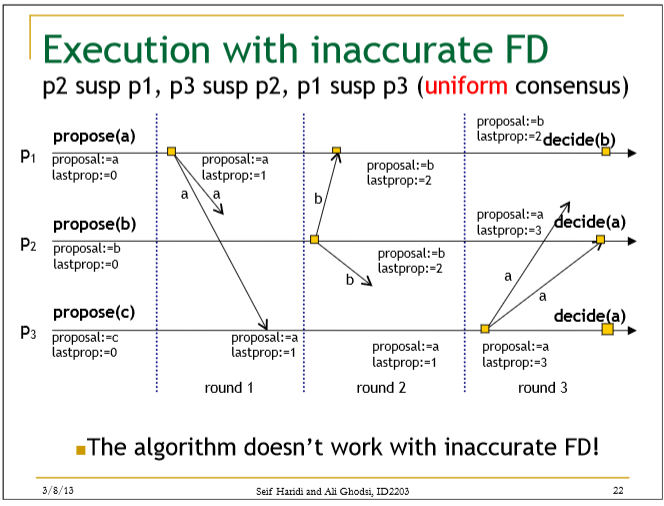 Execution with inaccurate FD
p2 susp p1, p3 susp p2, p1 susp p3 (uniform consensus)
p1
propose(a)
proposal:=a
lastprop:=0
proposal:=a
lastprop:=1
a
a
b
proposal:=b
lastprop:=2
proposal:=b
lastprop:=2
decide(b)
p2
propose(b)
proposal:=b
lastprop:=0
b
proposal:=b
lastprop:=2
proposal:=a
lastprop:=3
decide(a)
a
a
p3
propose(c)
proposal:=c
lastprop:=0
proposal:=a
lastprop:=1
proposal:=a
lastprop:=1
proposal:=a
lastprop:=3
decide(a)
round 1
round 2
round 3
The algorithm doesn't work with inaccurate FD!
3/8/13
Seif Haridi and Ali Ghodsi, ID2203
22